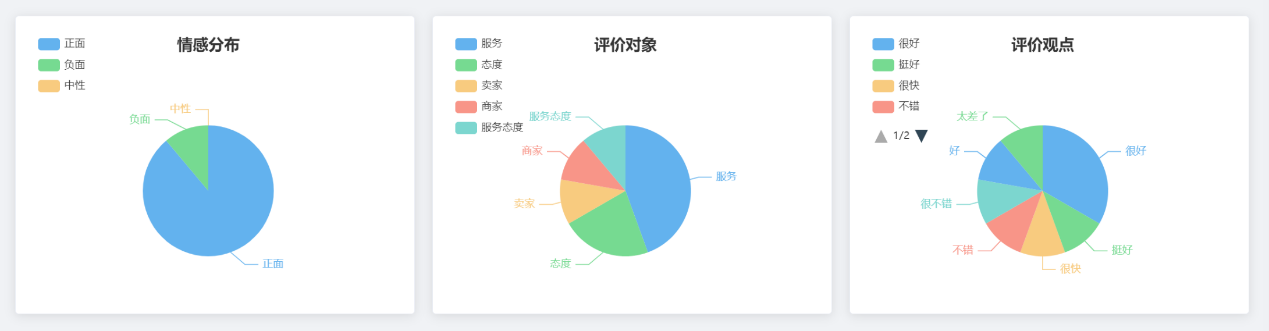 情感分布
正面
负面
中性
中性
负面
正面
评价对象
服务
态度
卖家
商家
服务态度
服务态度
商家
服务
卖家
态度
评价观点
很好
挺好
很快
不错
1/2
太差了
好
很好
很不错
不错
挺好
很快